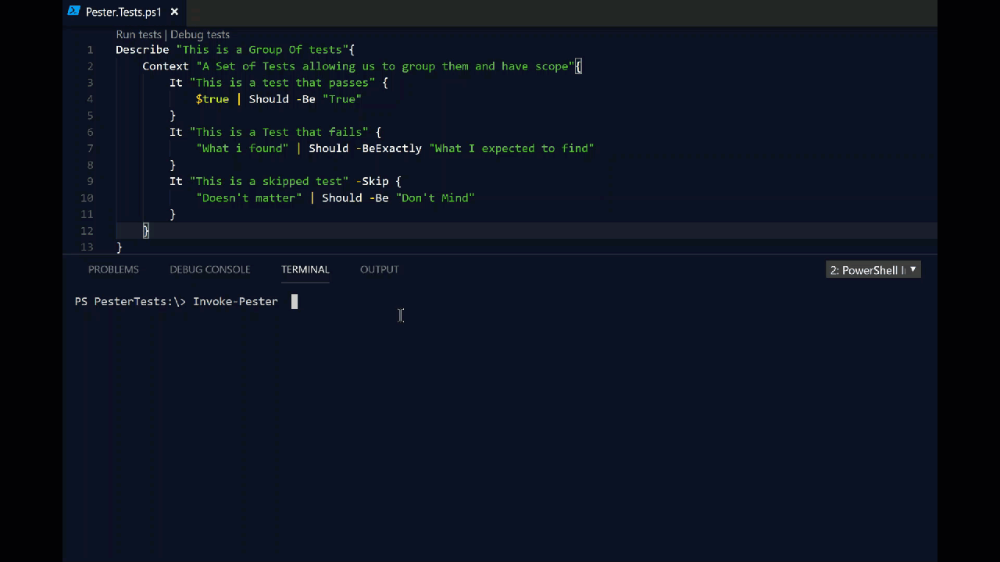 Pester.Tests.ps1 ×
Run tests | Debug tests
1 Describe "This is a Group Of tests"{
2 Context "A Set of Tests allowing us to group them and have scope"{
3 It "This is a test that passes" {
4 $true | Should -Be "True"
5 }
6 It "This is a Test that fails" {
7 "What i found" | Should -BeExactly "What I expected to find"
8 }
9 It "This is a skipped test" -Skip {
10 "Doesn't matter" | Should -Be "Don't Mind"
11 }
12 }
13 }
PROBLEMS DEBUG CONSOLE TERMINAL OUTPUT 2: PowerShell
PS PesterTests:\> Invoke-Pester